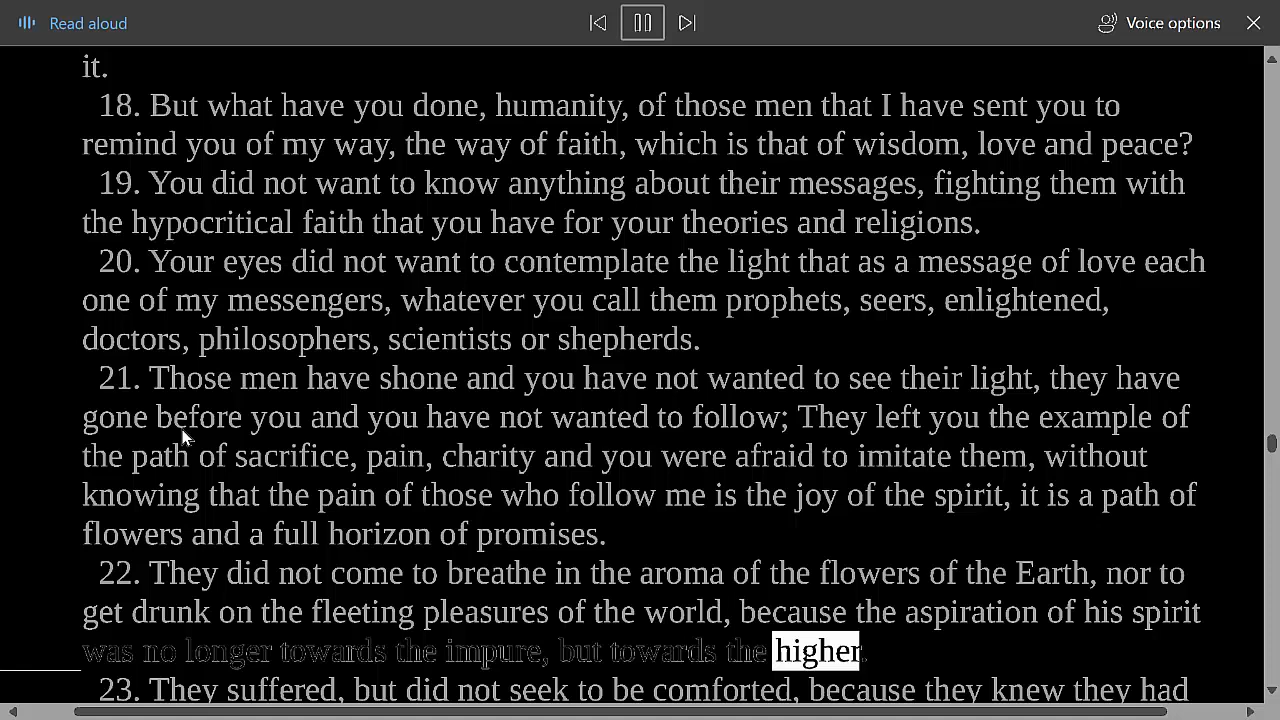 Read aloud
Voice options
it.
18. But what have you done, humanity, of those men that I have sent you to
remind you of my way, the way of faith, which is that of wisdom, love and peace?
19. You did not want to know anything about their messages, fighting them with
the hypocritical faith that you have for your theories and religions.
20. Your eyes did not want to contemplate the light that as a message of love each
one of my messengers, whatever you call them prophets, seers, enlightened,
doctors, philosophers, scientists or shepherds.
21. Those men have shone and you have not wanted to see their light, they have
gone before you and you have not wanted to follow; They left you the example of
the path of sacrifice, pain, charity and you were afraid to imitate them, without
knowing that the pain of those who follow me is the joy of the spirit, it is a path of
flowers and a full horizon of promises.
22. They did not come to breathe in the aroma of the flowers of the Earth, nor to
get drunk on the fleeting pleasures of the world, because the aspiration of his spirit
was no longer towards the impure, but towards the higher.
23. They suffered, but did not seek to be comforted, because they knew they had